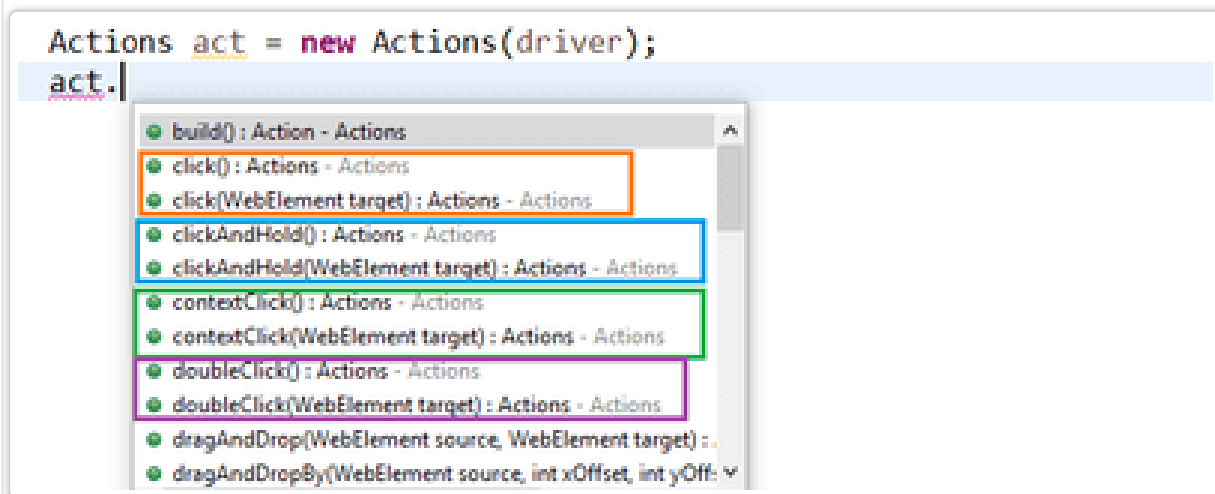 Actions act = new Actions(driver);
act.
build() : Action - Actions
click() : Actions - Actions
click(WebElement target) : Actions - Actions
clickAndHold() : Actions - Actions
clickAndHold(WebElement target) : Actions - Actions
contextClick() : Actions - Actions
contextClick(WebElement target) : Actions - Actions
doubleClick() : Actions - Actions
doubleClick(WebElement target) : Actions - Actions
dragAndDrop(WebElement source, WebElement target) : .
dragAndDropBy(WebElement source, int xOffset, int yOff